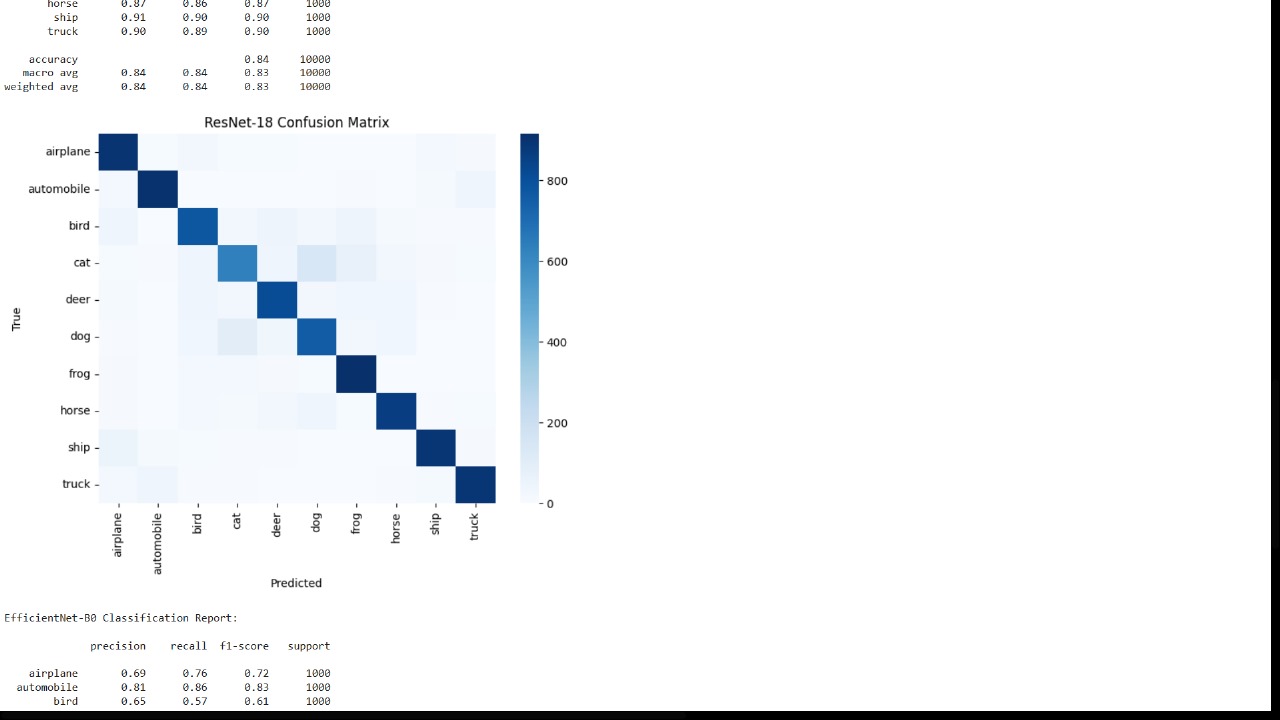 horse 0.87 0.86 0.87 1000
ship 0.91 0.90 0.90 1000
truck 0.90 0.89 0.90 1000
accuracy 0.84 10000
macro avg 0.84 0.84 0.83 10000
weighted avg 0.84 0.84 0.83 10000
ResNet-18 Confusion Matrix
airplane
automobile
bird
cat
deer
dog
frog
horse
ship
truck
True
800
600
400
200
0
airplane
automobile
bird
cat
deer
dog
frog
horse
ship
truck
Predicted
EfficientNet-B0 Classification Report:
precision recall f1-score support
airplane 0.69 0.76 0.72 1000
automobile 0.81 0.86 0.83 1000
bird 0.65 0.57 0.61 1000